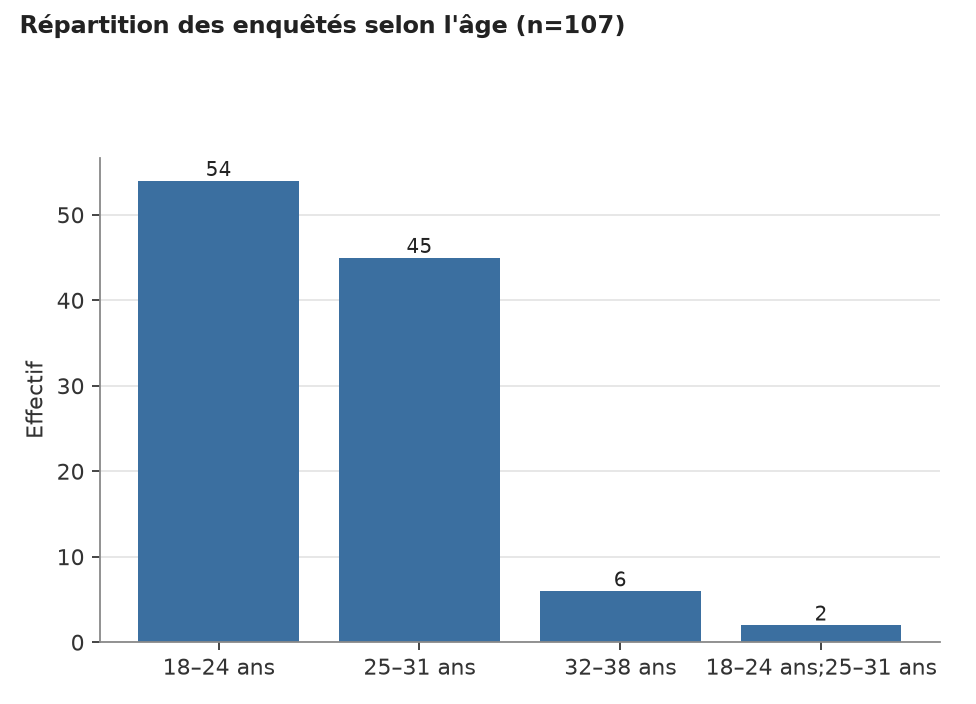 Répartition des enquêtés selon l'âge (n=107)
54
45
6
2
50
40
30
20
10
0
Effectif
18–24 ans
25–31 ans
32–38 ans
18–24 ans;25–31 ans